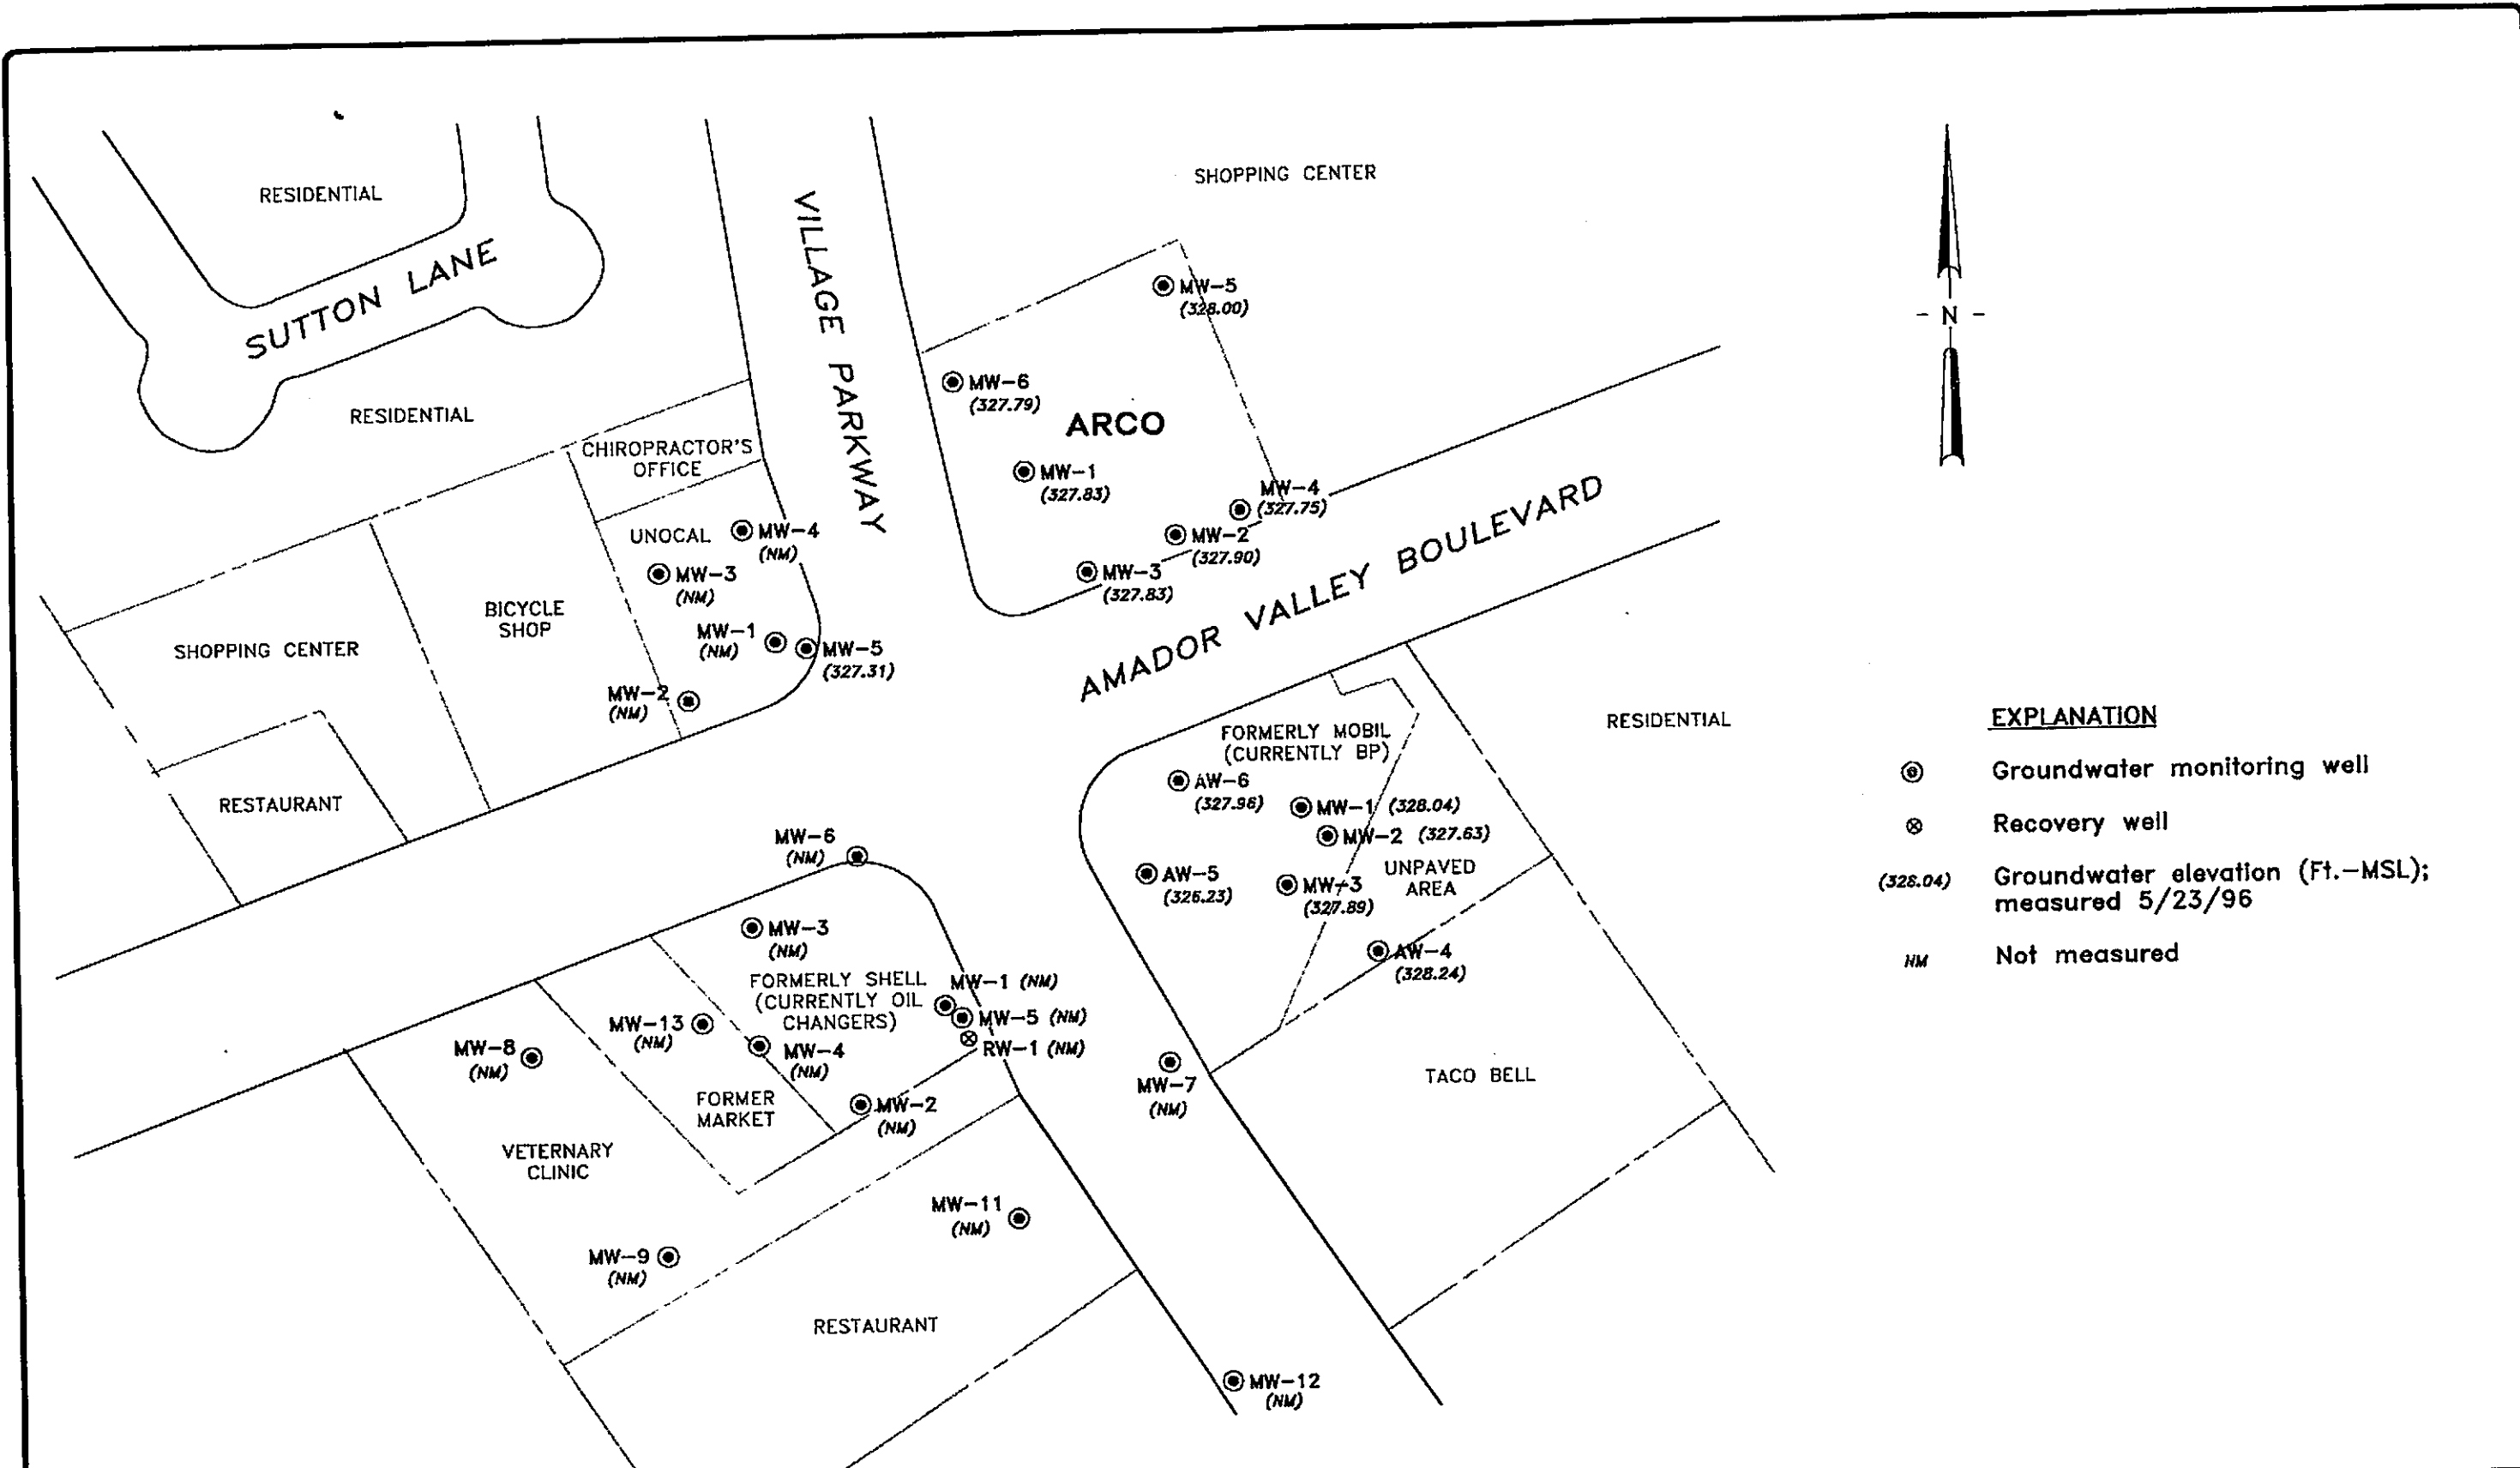 RESIDENTIAL
SUTTON LANE
RESIDENTIAL
VILLAGE PARKWAY
SHOPPING CENTER
MW-5
(328.00)
MW-6
(327.79)
ARCO
MW-1
(327.83)
MW-4
(327.75)
MW-2
(327.90)
MW-3
(327.83)
AMADOR VALLEY BOULEVARD
N
CHIROPRACTOR'S
OFFICE
UNOCAL
MW-4
(NM)
MW-3
(NM)
MW-1
(NM)
MW-5
(327.31)
MW-2
(NM)
BICYCLE
SHOP
SHOPPING CENTER
RESTAURANT
RESIDENTIAL
FORMERLY MOBIL
(CURRENTLY BP)
AW-6
(327.98)
MW-1 (328.04)
MW-2 (327.63)
UNPAVED
AREA
AW-5
(326.23)
MW-3
(327.89)
AW-4
(328.24)
MW-7
(NM)
TACO BELL
MW-6
(NM)
MW-3
(NM)
FORMERLY SHELL
(CURRENTLY OIL
CHANGERS)
MW-1 (NM)
MW-5 (NM)
RW-1 (NM)
MW-13
(NM)
MW-4
(NM)
MW-8
(NM)
FORMER
MARKET
MW-2
(NM)
VETERNARY
CLINIC
MW-11
(NM)
MW-9
(NM)
RESTAURANT
MW-12
(NM)
EXPLANATION
Groundwater monitoring well
Recovery well
(328.04) Groundwater elevation (Ft.-MSL);
measured 5/23/96
NM Not measured